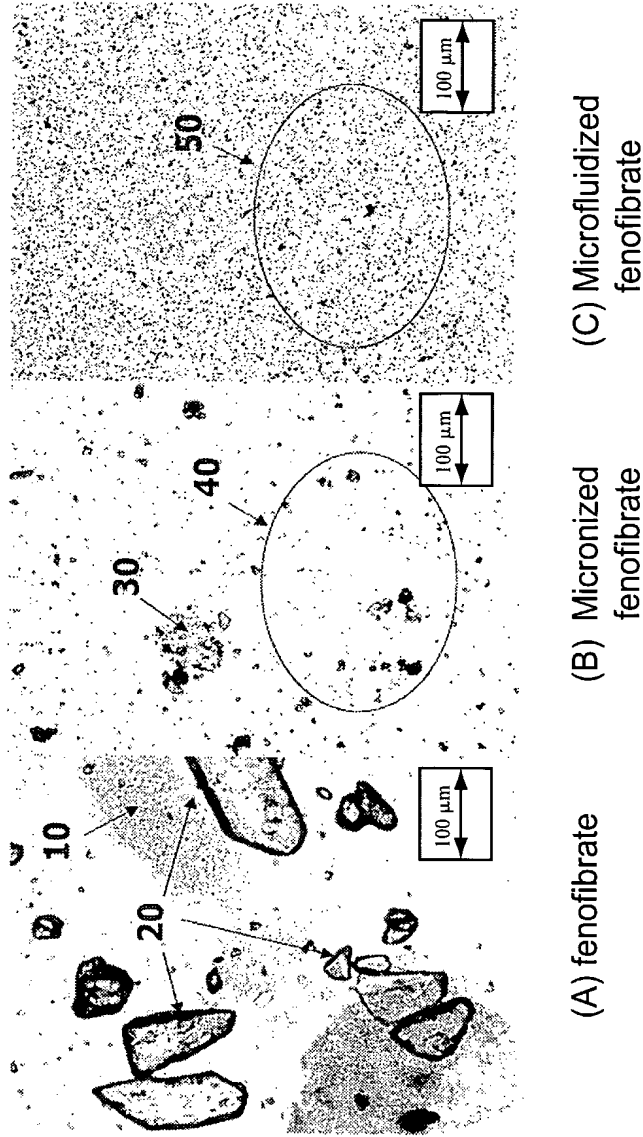 10
20
100 µm
30
40
100 µm
50
100 µm
(A) fenofibrate
(B) Micronized
fenofibrate
(C) Microfluidized
fenofibrate